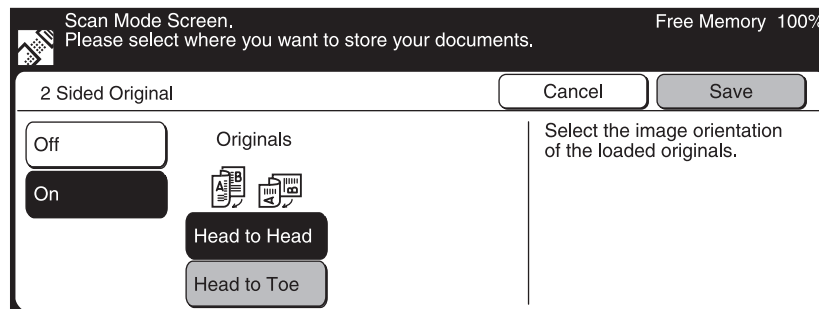 Scan Mode Screen.
Free Memory 100%
Please select where you want to store your documents.
2 Sided Original
Cancel
Save
Off
On
Originals
A B
A B
Head to Head
Head to Toe
Select the image orientation
of the loaded originals.